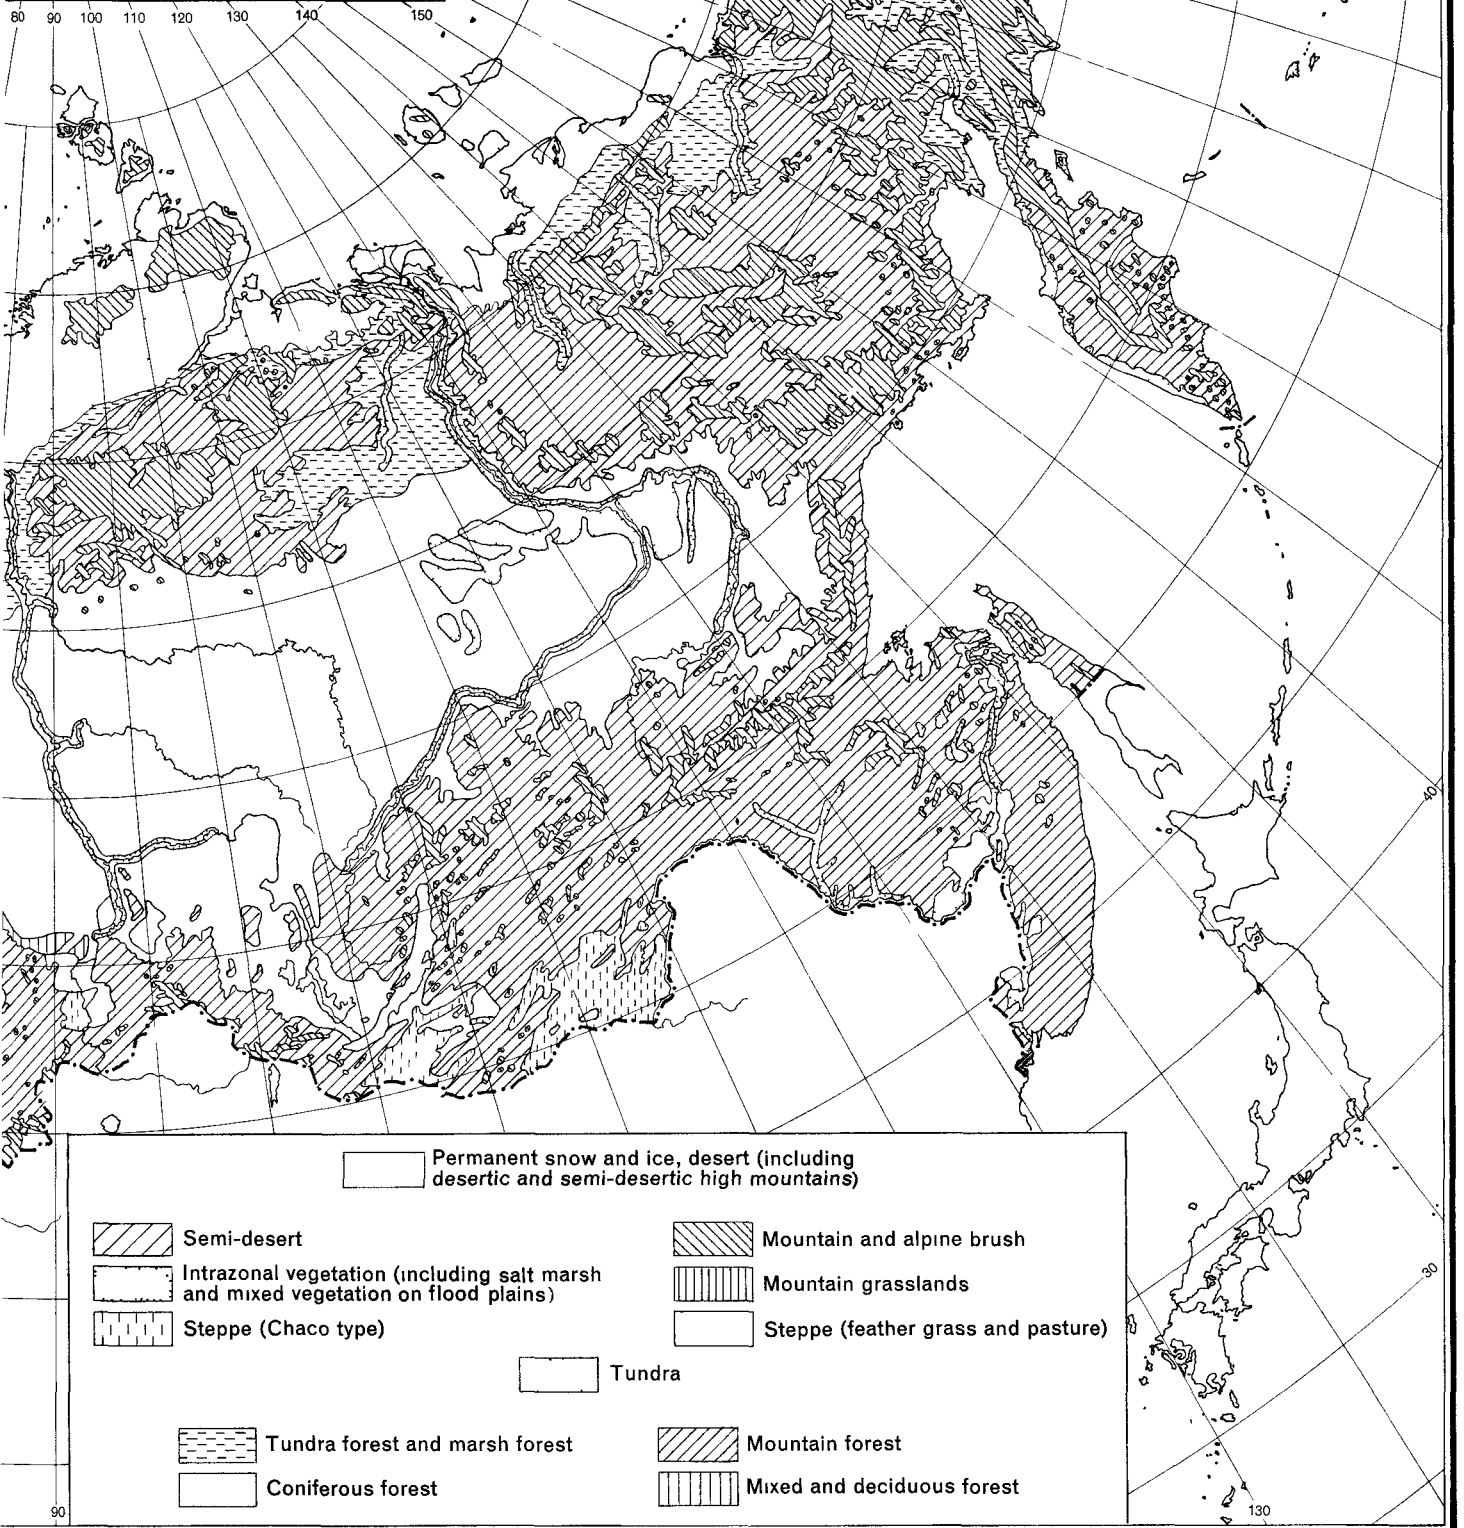 80 90 100 110 120 130 140 150
40
30
Permanent snow and ice, desert (including
desertic and semi-desertic high mountains)
Semi-desert
Mountain and alpine brush
Intrazonal vegetation (including salt marsh
and mixed vegetation on flood plains)
Mountain grasslands
Steppe (Chaco type)
Steppe (feather grass and pasture)
Tundra
Tundra forest and marsh forest
Mountain forest
Coniferous forest
Mixed and deciduous forest
90
130